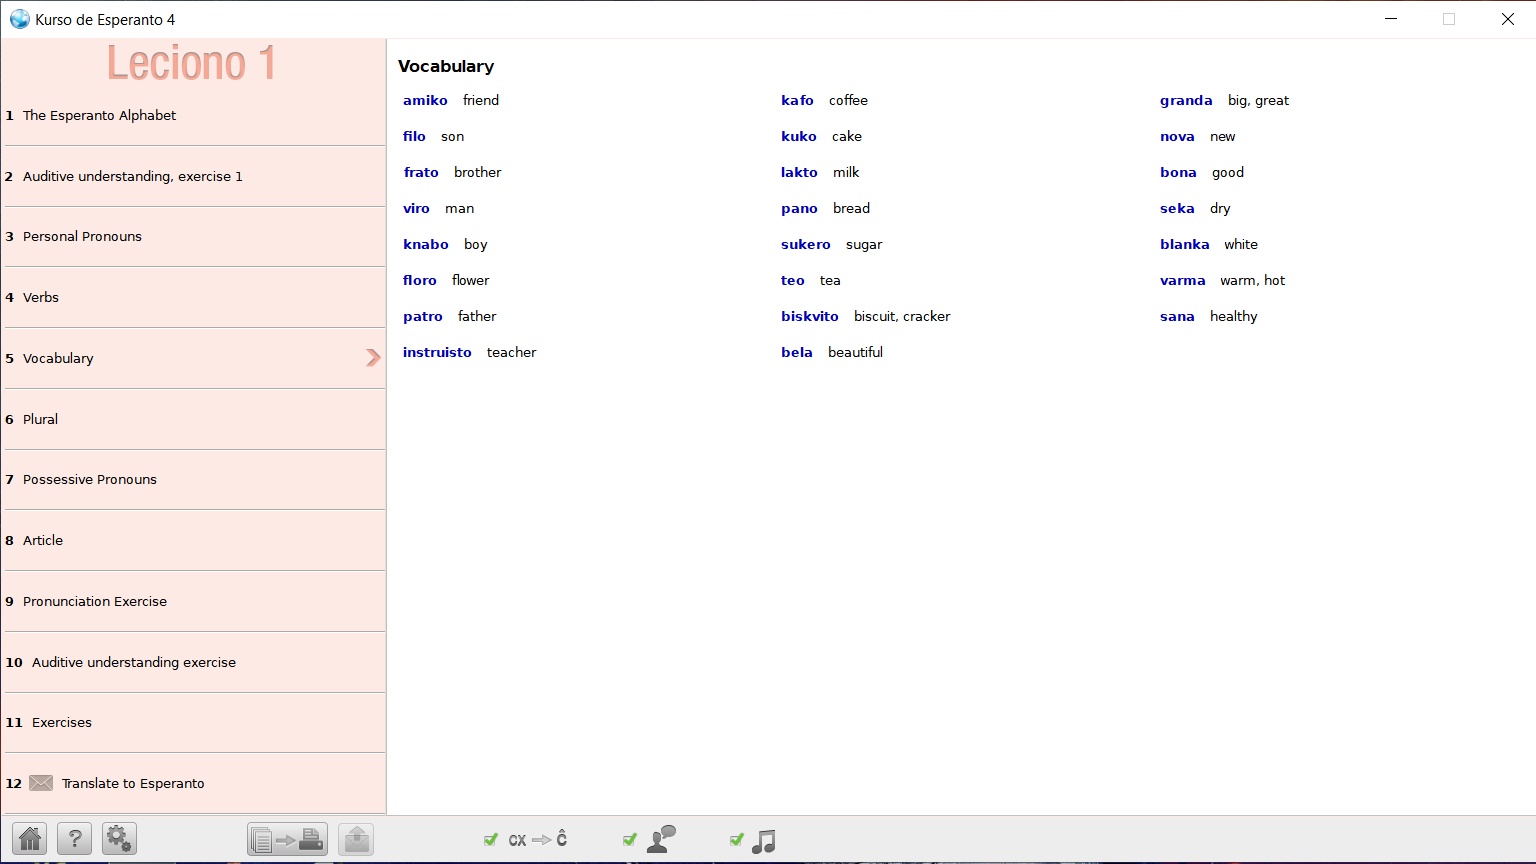 Kurso de Esperanto 4
Leciono 1
1 The Esperanto Alphabet
2 Auditive understanding, exercise 1
3 Personal Pronouns
4 Verbs
5 Vocabulary
6 Plural
7 Possessive Pronouns
8 Article
9 Pronunciation Exercise
10 Auditive understanding exercise
11 Exercises
12 Translate to Esperanto
Vocabulary
amiko friend
filo son
frato brother
viro man
knabo boy
floro flower
patro father
instruisto teacher
kafo coffee
kuko cake
lakto milk
pano bread
sukero sugar
teo tea
biskvito biscuit, cracker
bela beautiful
granda big, great
nova new
bona good
seka dry
blanka white
varma warm, hot
sana healthy
?
cx Ĉ